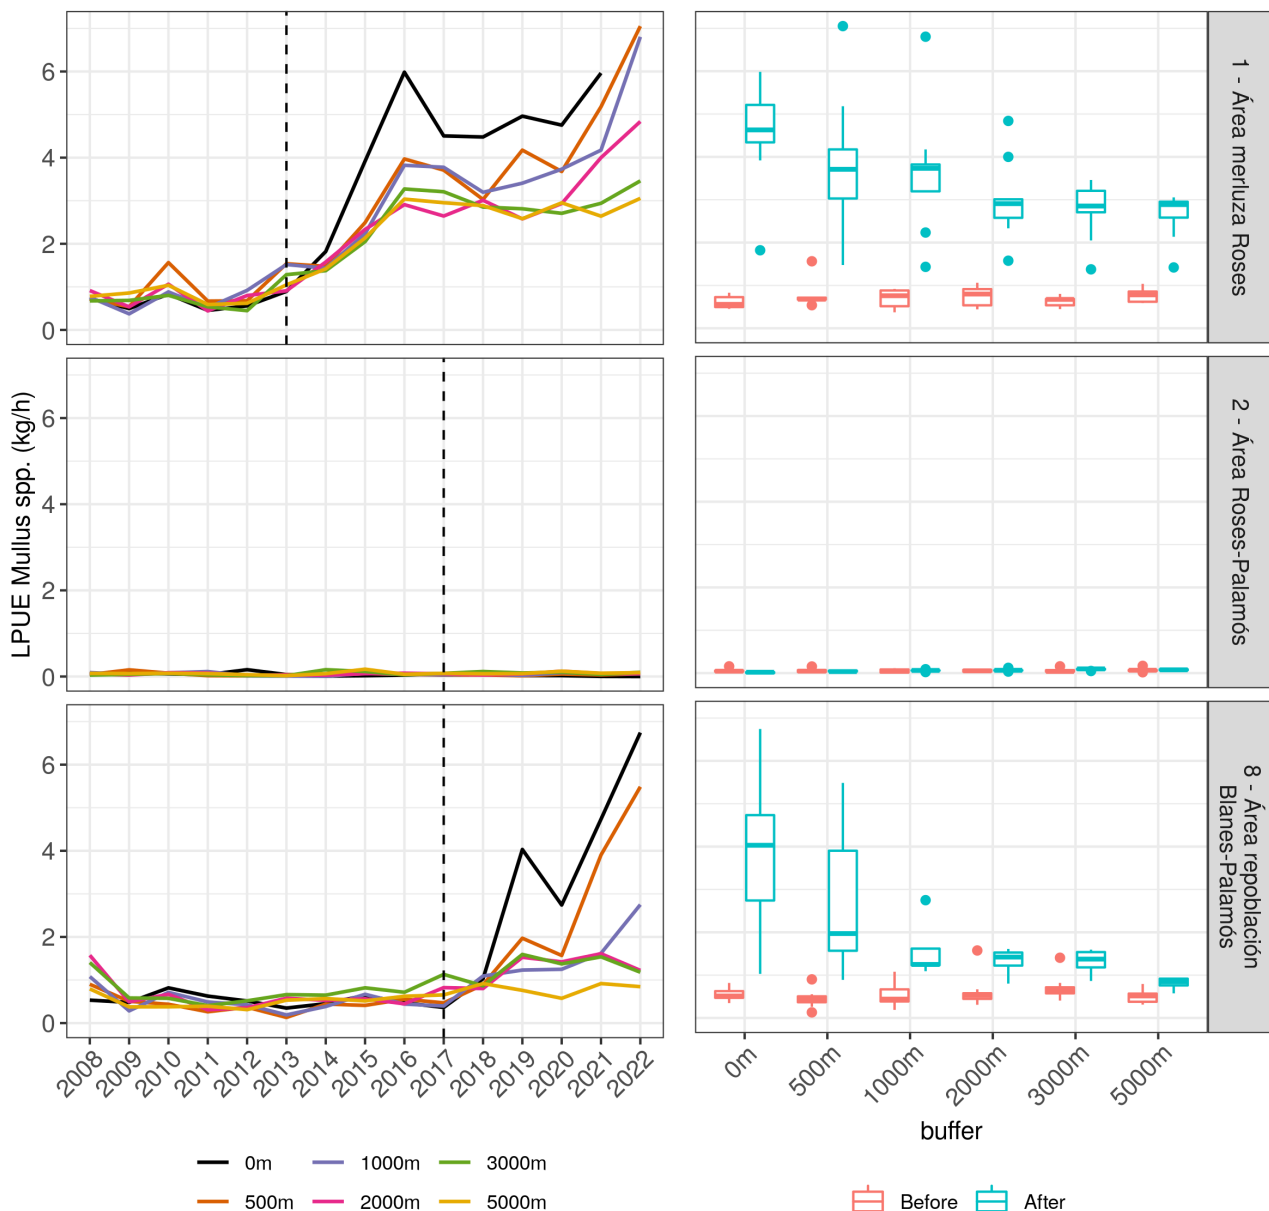 LPUE Mullus spp. (kg/h)
6
4
2
0
6
4
2
0
6
4
2
0
2008 2009 2010 2011 2012 2013 2014 2015 2016 2017 2018 2019 2020 2021 2022
0m 1000m 3000m
500m 2000m 5000m
1 - Área merluza Roses
2 - Área Roses-Palamós
8 - Área repoblación
Blanes-Palamós
0m 500m 1000m 2000m 3000m 5000m
buffer
Before After